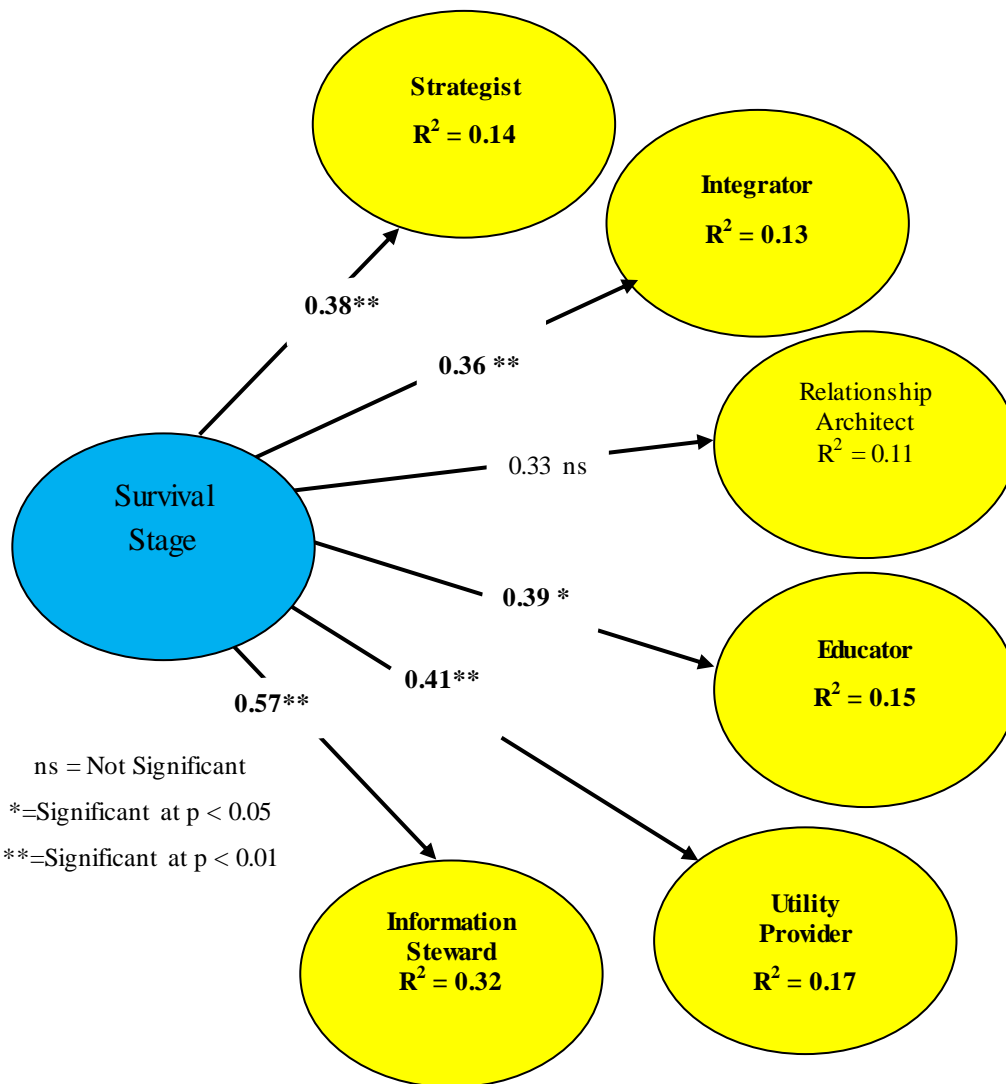 Strategist
R² = 0.14
Integrator
R² = 0.13
0.38**
0.36 **
Relationship
Architect
R² = 0.11
0.33 ns
Survival
Stage
0.39 *
Educator
R² = 0.15
0.41**
0.57**
ns = Not Significant
*=Significant at p < 0.05
**=Significant at p < 0.01
Information
Steward
R² = 0.32
Utility
Provider
R² = 0.17